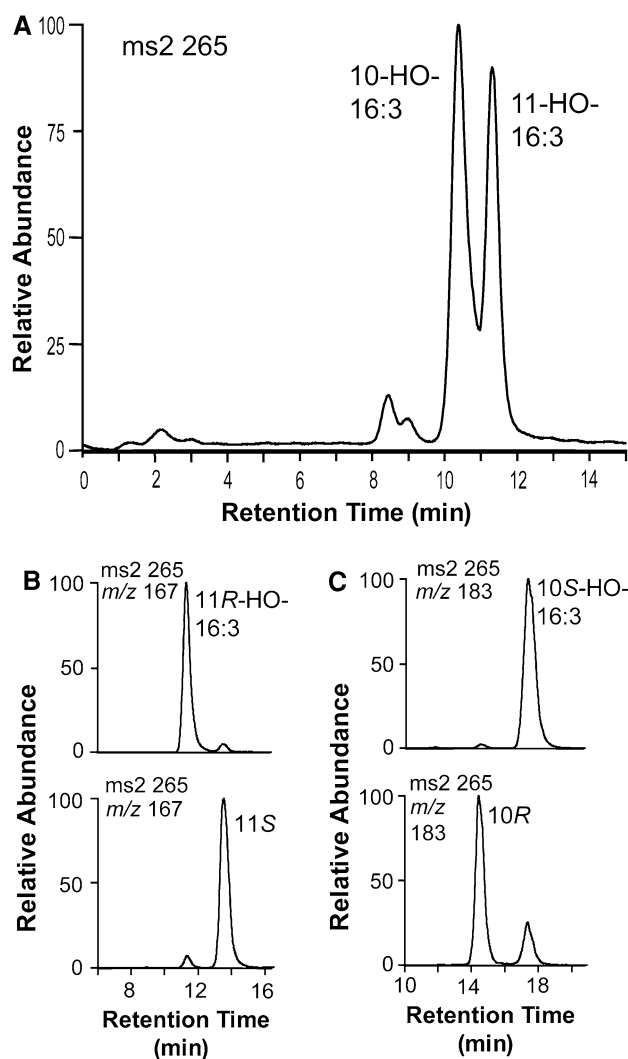 A
ms2 265
10-HO-
16:3
11-HO-
16:3
100
75
50
25
0
Relative Abundance
0 2 4 6 8 10 12 14
Retention Time (min)
B
ms2 265
m/z 167
11R-HO-
16:3
100
50
0
ms2 265
m/z 167
11S
100
50
0
Relative Abundance
8 12 16
Retention Time
(min)
C
ms2 265
m/z 183
10S-HO-
16:3
100
50
0
ms2 265
m/z
183
10R
100
50
0
Relative Abundance
10 14 18
Retention Time
(min)